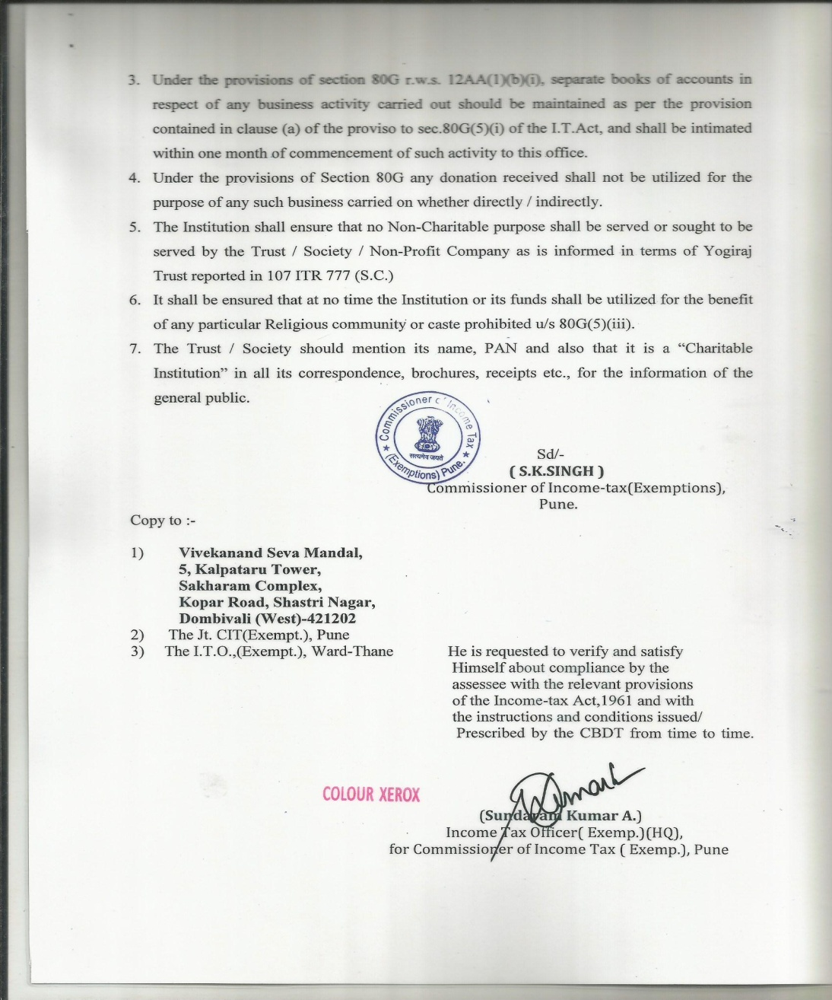 3. Under the provisions of section 80G r.w.s. 12AA(1)(b)(i), separate books of accounts in
respect of any business activity carried out should be maintained as per the provision
contained in clause (a) of the proviso to sec.80G(5)(i) of the I.T.Act, and shall be intimated
within one month of commencement of such activity to this office.
4. Under the provisions of Section 80G any donation received shall not be utilized for the
purpose of any such business carried on whether directly / indirectly.
5. The Institution shall ensure that no Non-Charitable purpose shall be served or sought to be
served by the Trust / Society / Non-Profit Company as is informed in terms of Yogiraj
Trust reported in 107 ITR 777 (S.C.)
6. It shall be ensured that at no time the Institution or its funds shall be utilized for the benefit
of any particular Religious community or caste prohibited u/s 80G(5)(iii).
7. The Trust / Society should mention its name, PAN and also that it is a “Charitable
Institution” in all its correspondence, brochures, receipts etc., for the information of the
general public.
Commissioner of Income Tax
सत्यमेव जयते
(Exemptions) Pune.
Sd/-
( S.K.SINGH )
Commissioner of Income-tax(Exemptions),
Pune.
Copy to :-
1) Vivekanand Seva Mandal,
5, Kalpataru Tower,
Sakharam Complex,
Kopar Road, Shastri Nagar,
Dombivali (West)-421202
2) The Jt. CIT(Exempt.), Pune
3) The I.T.O.,(Exempt.), Ward-Thane He is requested to verify and satisfy
Himself about compliance by the
assessee with the relevant provisions
of the Income-tax Act,1961 and with
the instructions and conditions issued/
Prescribed by the CBDT from time to time.
COLOUR XEROX
(Sundaram Kumar A.)
Income Tax Officer( Exemp.)(HQ),
for Commissioner of Income Tax ( Exemp.), Pune